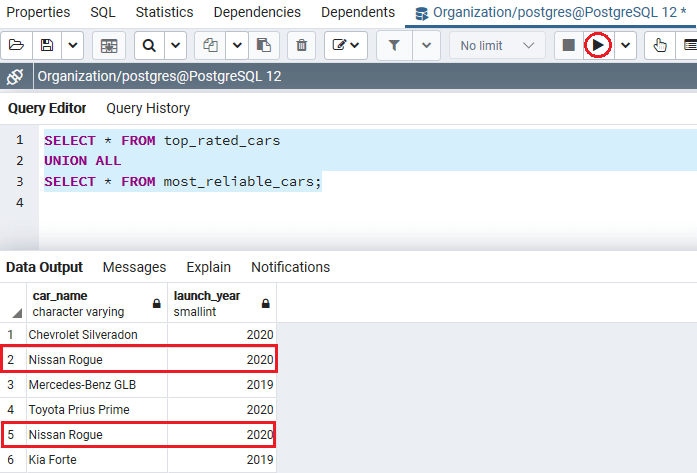 Properties SQL Statistics Dependencies Dependents Organization/postgres@PostgreSQL 12 *
No limit
Organization/postgres@PostgreSQL 12
Query Editor Query History
1 SELECT * FROM top_rated_cars
2 UNION ALL
3 SELECT * FROM most_reliable_cars;
4
Data Output Messages Explain Notifications
car_name launch_year
character varying smallint
1 Chevrolet Silveradon 2020
2 Nissan Rogue 2020
3 Mercedes-Benz GLB 2019
4 Toyota Prius Prime 2020
5 Nissan Rogue 2020
6 Kia Forte 2019